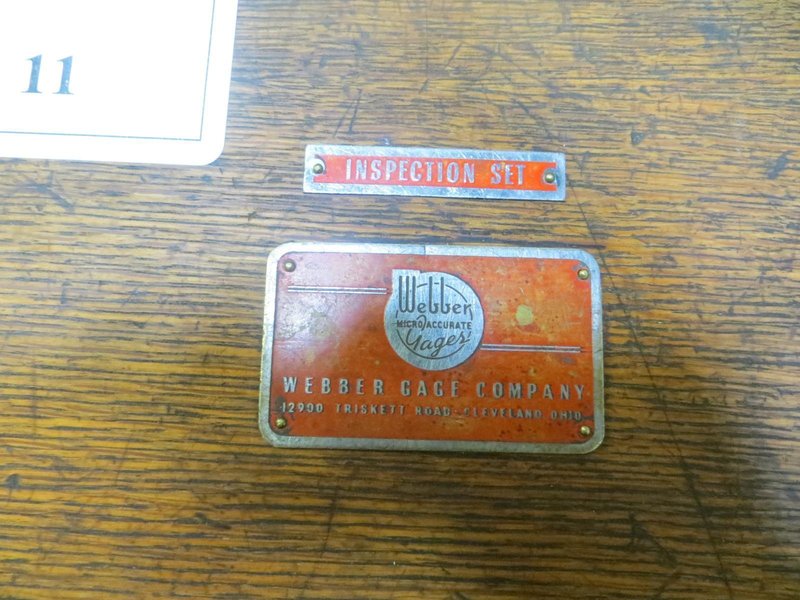 11
INSPECTION SET
Webber
MICRO ACCURATE
Gages
WEBBER GAGE COMPANY
12900 TRISKETT ROAD-CLEVELAND, OHIO